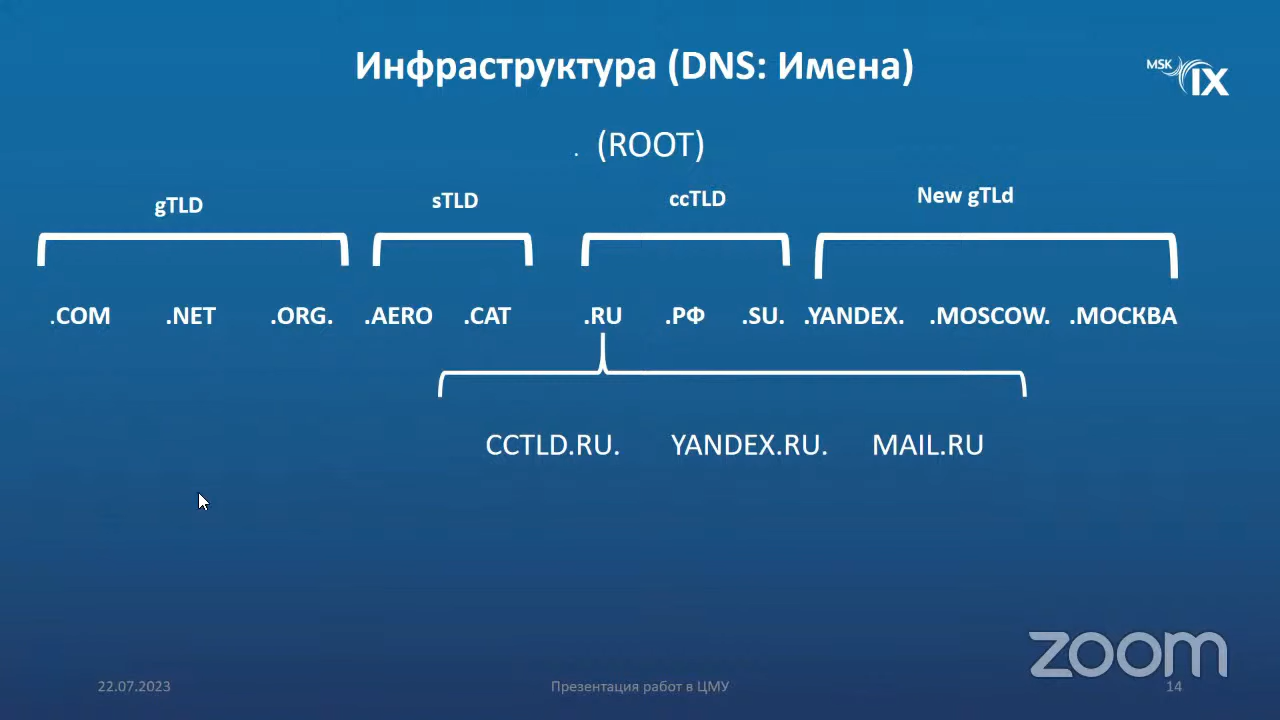 Инфраструктура (DNS: Имена)
MSK IX
. (ROOT)
gTLD sTLD ccTLD New gTLd
.COM .NET .ORG. .AERO .CAT .RU .РФ .SU. .YANDEX. .MOSCOW. .МОСКВА
CCTLD.RU. YANDEX.RU. MAIL.RU
zoom
22.07.2023 Презентация работ в ЦМУ 14